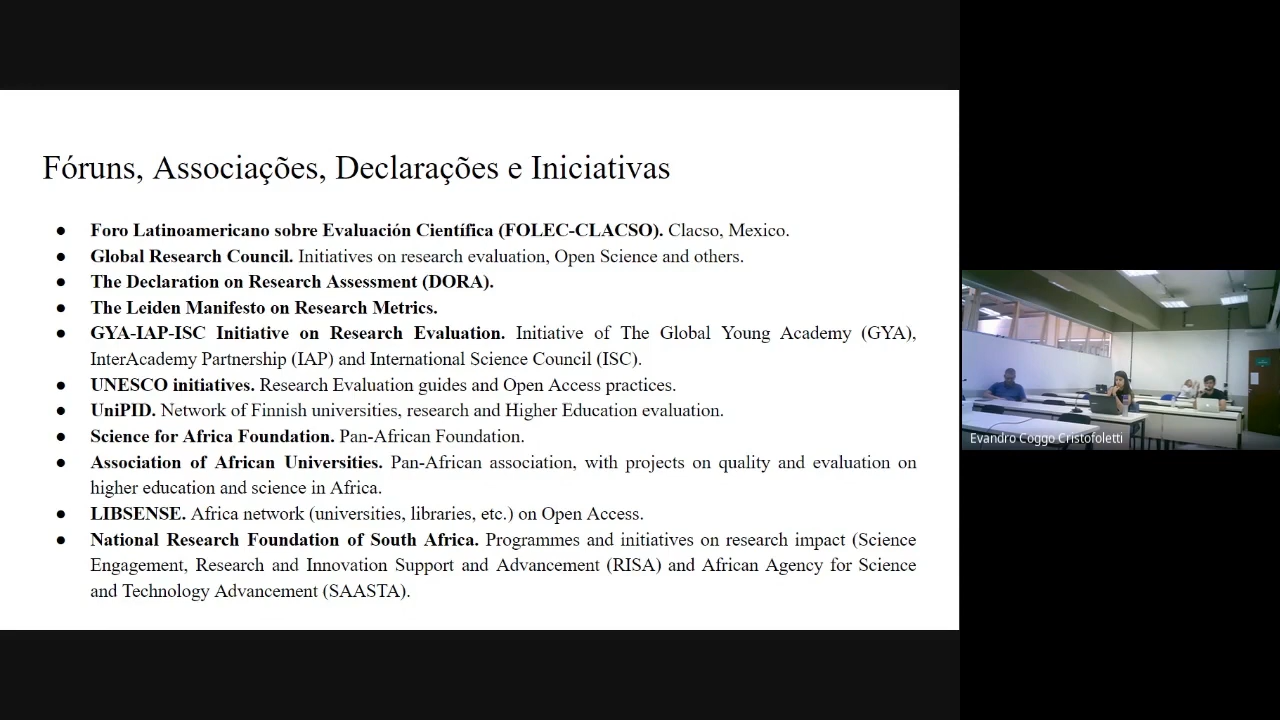 Fóruns, Associações, Declarações e Iniciativas
● Foro Latinoamericano sobre Evaluación Científica (FOLEC-CLACSO). Clacso, Mexico.
● Global Research Council. Initiatives on research evaluation, Open Science and others.
● The Declaration on Research Assessment (DORA).
● The Leiden Manifesto on Research Metrics.
● GYA-IAP-ISC Initiative on Research Evaluation. Initiative of The Global Young Academy (GYA),
InterAcademy Partnership (IAP) and International Science Council (ISC).
● UNESCO initiatives. Research Evaluation guides and Open Access practices.
● UniPID. Network of Finnish universities, research and Higher Education evaluation.
● Science for Africa Foundation. Pan-African Foundation.
● Association of African Universities. Pan-African association, with projects on quality and evaluation on
higher education and science in Africa.
● LIBSENSE. Africa network (universities, libraries, etc.) on Open Access.
● National Research Foundation of South Africa. Programmes and initiatives on research impact (Science
Engagement, Research and Innovation Support and Advancement (RISA) and African Agency for Science
and Technology Advancement (SAASTA).
Evandro Coggo Cristofoletti